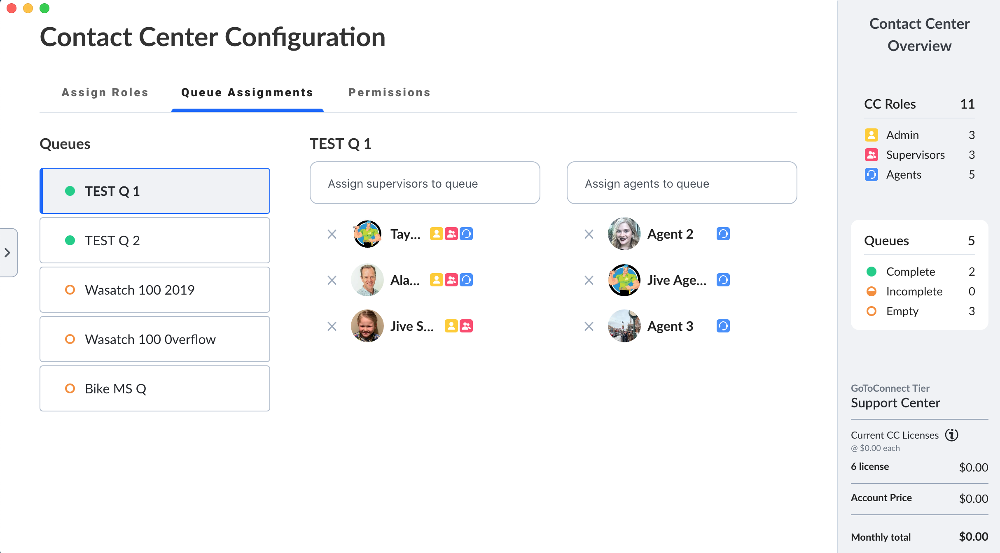 Contact Center Configuration
Assign Roles
Queue Assignments
Permissions
Queues
TEST Q 1
TEST Q 2
Wasatch 100 2019
Wasatch 100 0verflow
Bike MS Q
TEST Q 1
Assign supervisors to queue
Tay...
Ala...
Jive S...
Assign agents to queue
Agent 2
Jive Age...
Agent 3
Contact Center
Overview
CC Roles 11
Admin 3
Supervisors 3
Agents 5
Queues 5
Complete 2
Incomplete 0
Empty 3
GoToConnect Tier
Support Center
Current CC Licenses
@ $0.00 each
6 license $0.00
Account Price $0.00
Monthly total $0.00